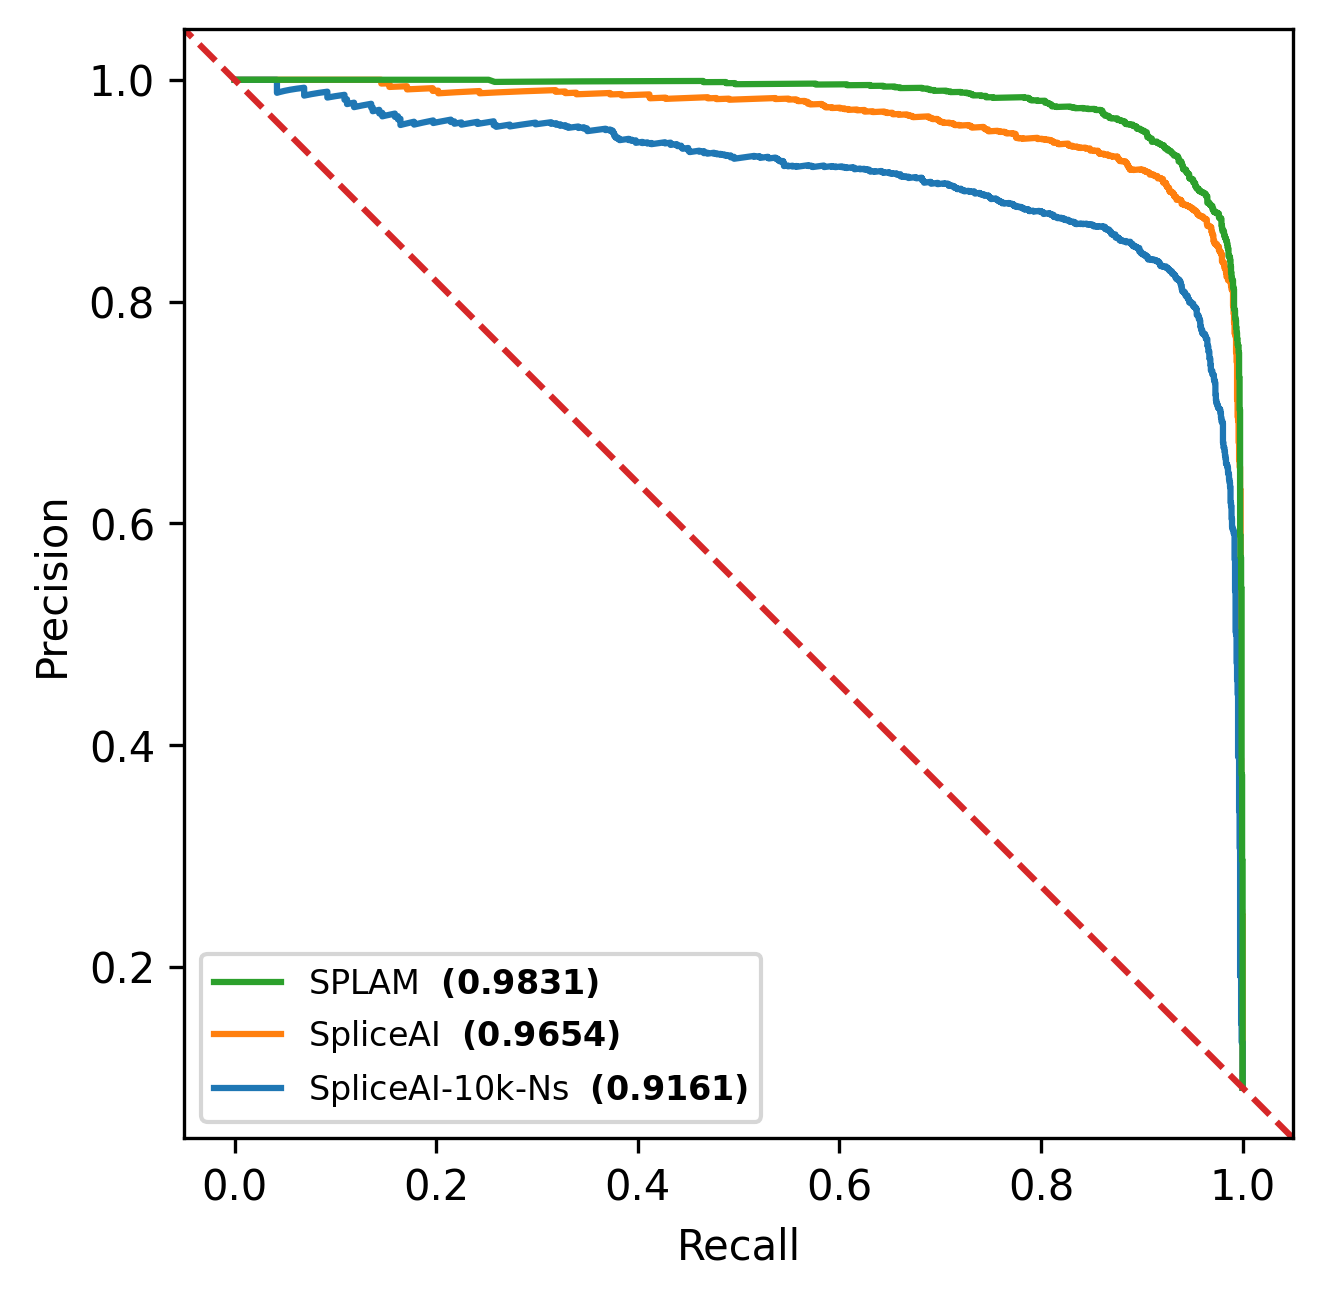 1.0
0.8
0.6
0.4
0.2
Precision
SPLAM (0.9831)
SpliceAI (0.9654)
SpliceAI-10k-Ns (0.9161)
0.0 0.2 0.4 0.6 0.8 1.0
Recall